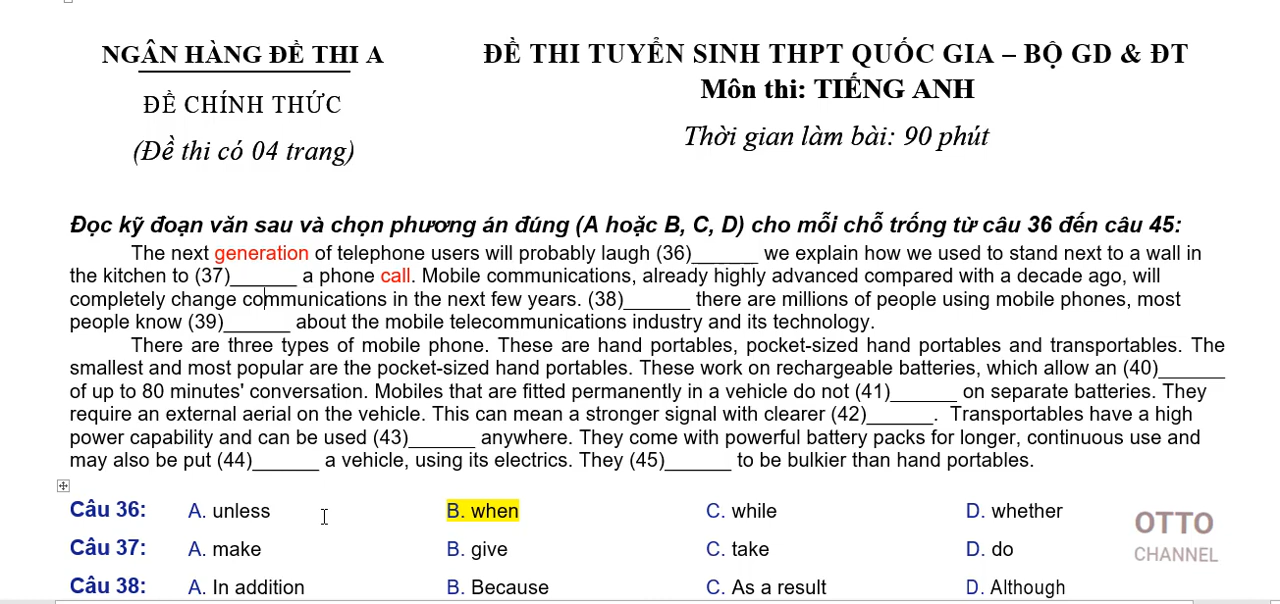 NGÂN HÀNG ĐỀ THI A
ĐỀ CHÍNH THỨC
(Đề thi có 04 trang)
ĐỀ THI TUYỂN SINH THPT QUỐC GIA – BỘ GD & ĐT
Môn thi: TIẾNG ANH
Thời gian làm bài: 90 phút
Đọc kỹ đoạn văn sau và chọn phương án đúng (A hoặc B, C, D) cho mỗi chỗ trống từ câu 36 đến câu 45:
The next generation of telephone users will probably laugh (36)______ we explain how we used to stand next to a wall in
the kitchen to (37)______ a phone call. Mobile communications, already highly advanced compared with a decade ago, will
completely change communications in the next few years. (38)______ there are millions of people using mobile phones, most
people know (39)______ about the mobile telecommunications industry and its technology.
There are three types of mobile phone. These are hand portables, pocket-sized hand portables and transportables. The
smallest and most popular are the pocket-sized hand portables. These work on rechargeable batteries, which allow an (40)______
of up to 80 minutes' conversation. Mobiles that are fitted permanently in a vehicle do not (41)______ on separate batteries. They
require an external aerial on the vehicle. This can mean a stronger signal with clearer (42)______. Transportables have a high
power capability and can be used (43)______ anywhere. They come with powerful battery packs for longer, continuous use and
may also be put (44)______ a vehicle, using its electrics. They (45)______ to be bulkier than hand portables.
Câu 36: A. unless B. when C. while D. whether
Câu 37: A. make B. give C. take D. do
Câu 38: A. In addition B. Because C. As a result D. Although
OTTO
CHANNEL